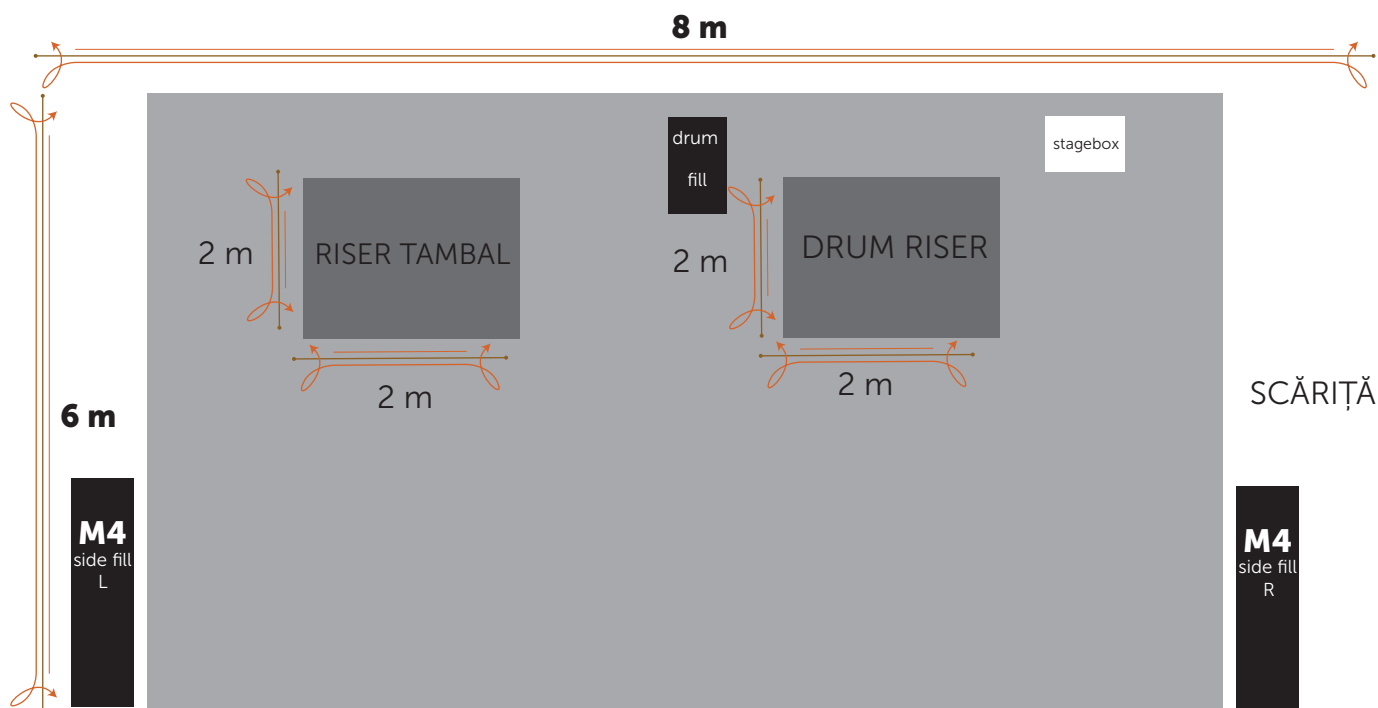 8 m
drum
fill
stagebox
2 m
RISER TAMBAL
2 m
DRUM RISER
2 m
2 m
SCĂRIȚĂ
6 m
M4
side fill
L
M4
side fill
R